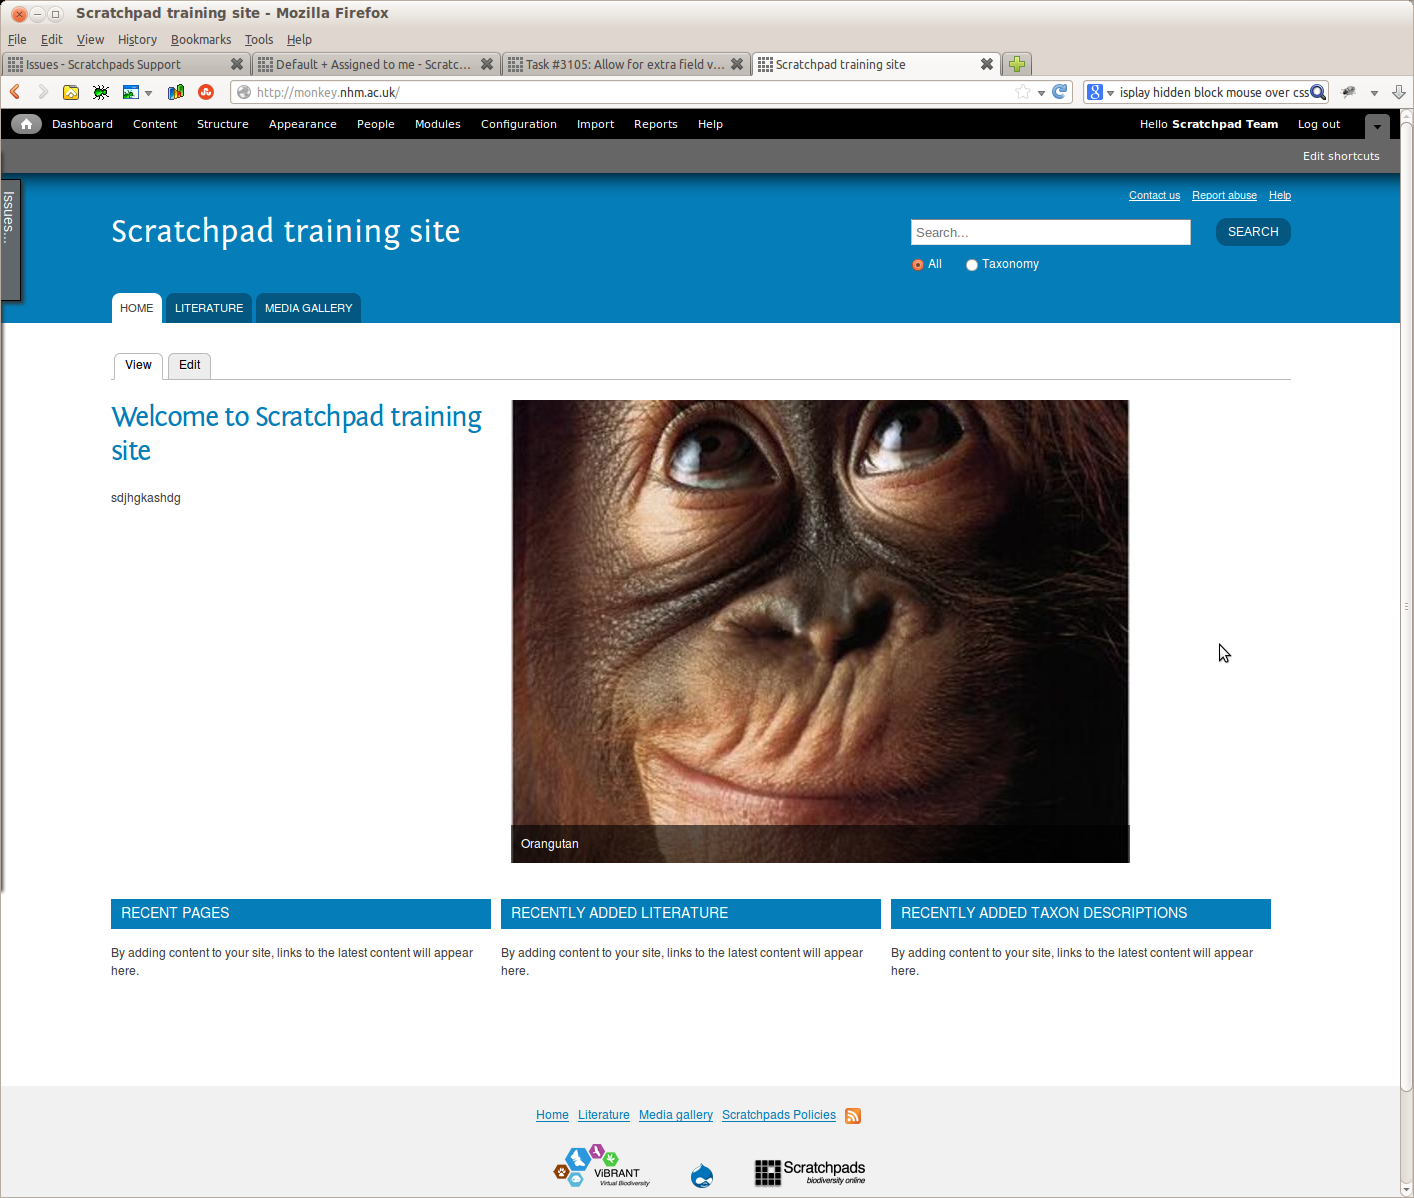 Scratchpad training site - Mozilla Firefox
File Edit View History Bookmarks Tools Help
Issues - Scratchpads Support Default + Assigned to me - Scratc... Task #3105: Allow for extra field v... Scratchpad training site
http://monkey.nhm.ac.uk/ isplay hidden block mouse over css
Dashboard Content Structure Appearance People Modules Configuration Import Reports Help Hello Scratchpad Team Log out
Edit shortcuts
Issues...
Contact us Report abuse Help
Scratchpad training site
Search... SEARCH
All Taxonomy
HOME LITERATURE MEDIA GALLERY
View Edit
Welcome to Scratchpad training
site
sdjhgkashdg
Orangutan
RECENT PAGES RECENTLY ADDED LITERATURE RECENTLY ADDED TAXON DESCRIPTIONS
By adding content to your site, links to the latest content will appear By adding content to your site, links to the latest content will appear By adding content to your site, links to the latest content will appear
here. here. here.
Home Literature Media gallery Scratchpads Policies
ViBRANT Scratchpads
Virtual Biodiversity biodiversity online